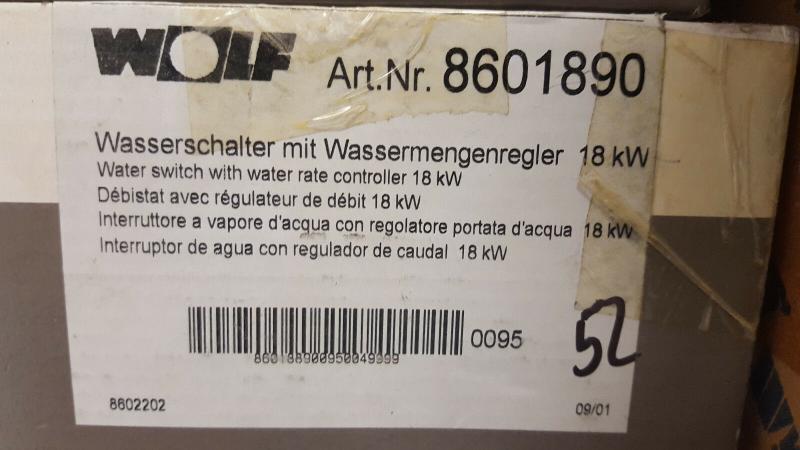 WOLF
Art.Nr. 8601890
Wasserschalter mit Wassermengenregler 18 kW
Water switch with water rate controller 18 kW
Débistat avec régulateur de débit 18 kW
Interruttore a vapore d'acqua con regolatore portata d'acqua 18 kW
Interruptor de agua con regulador de caudal 18 kW
0095
52
8602202
09/01